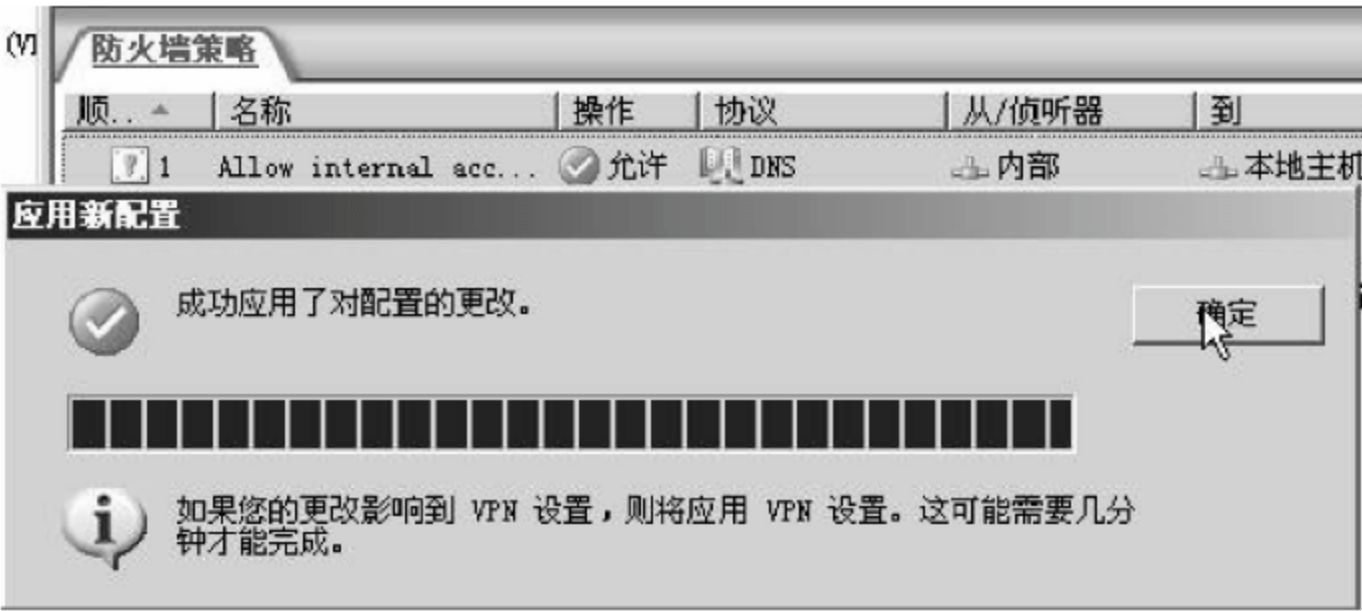 (VI
防火墙策略
顺.. 名称 操作 协议 从/侦听器 到
1 Allow internal acc... 允许 DNS 内部 本地主机
应用新配置
成功应用了对配置的更改。
确定
如果您的更改影响到 VPN 设置，则将应用 VPN 设置。这可能需要几分
钟才能完成。